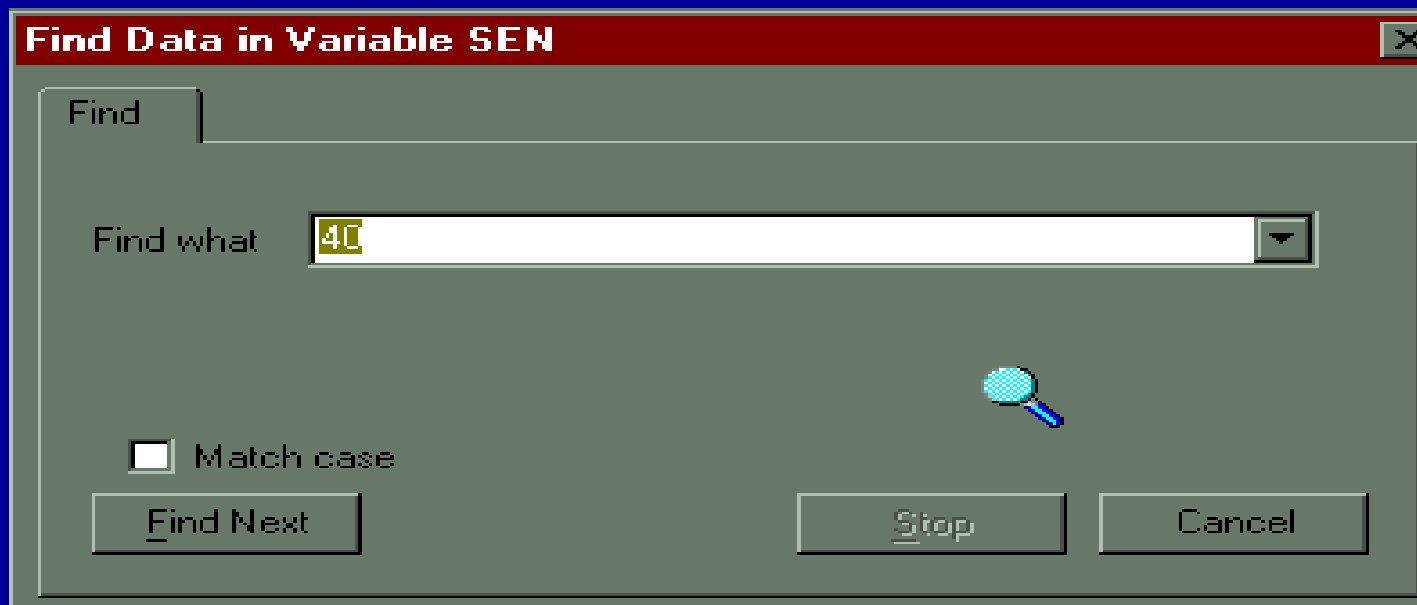 Find Data in Variable SEN
Find
Find what 40
Match case
Find Next Stop Cancel